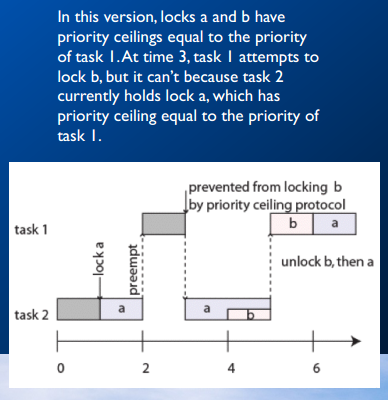 In this version, locks a and b have
priority ceilings equal to the priority
of task 1. At time 3, task 1 attempts to
lock b, but it can't because task 2
currently holds lock a, which has
priority ceiling equal to the priority of
task 1.
prevented from locking b
by priority ceiling protocol
task 1
b
a
lock a
preempt
unlock b, then a
task 2
a
a
b
0
2
4
6